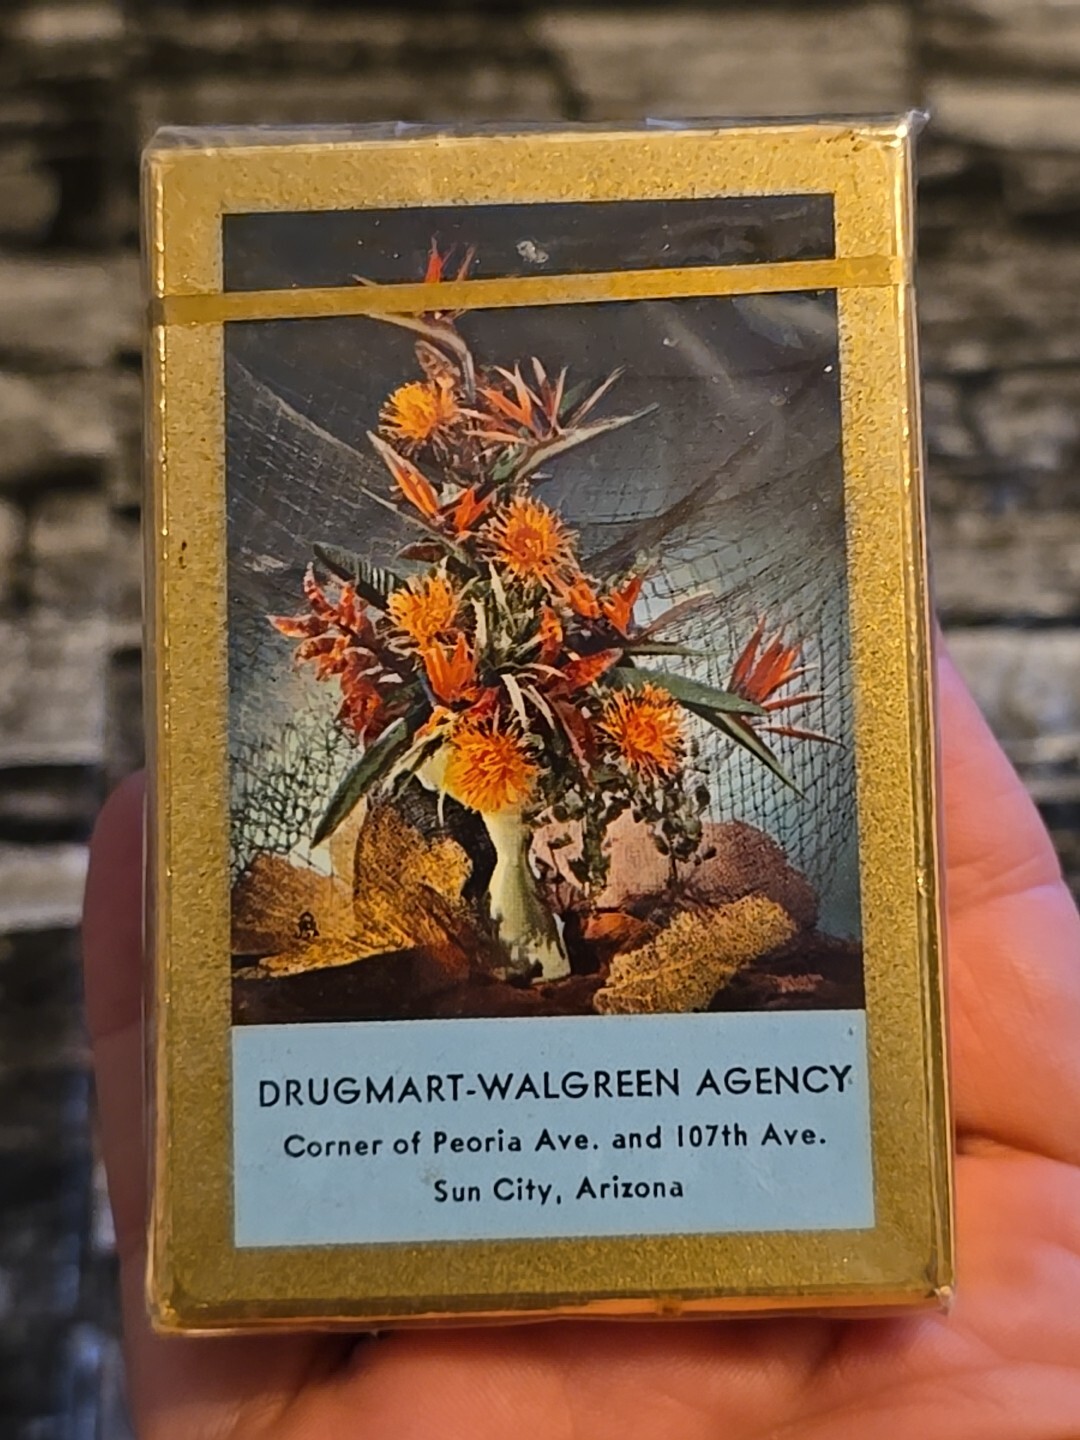 DRUGMART-WALGREEN AGENCY
Corner of Peoria Ave. and 107th Ave.
Sun City, Arizona